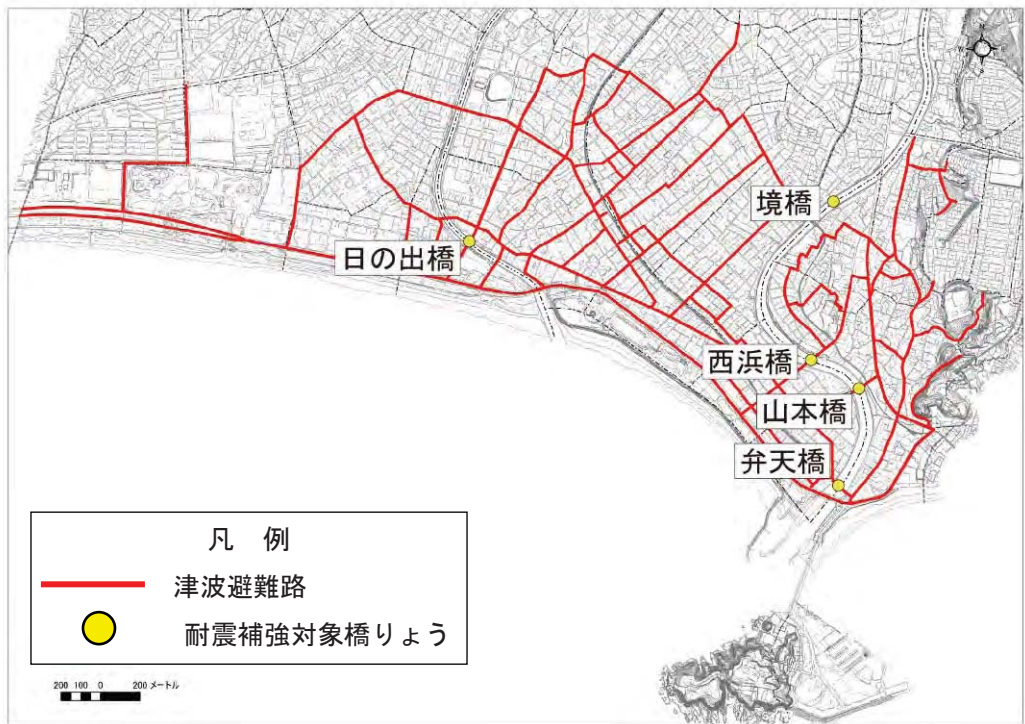 N
W
E
S
境橋
日の出橋
西浜橋
山本橋
弁天橋
凡 例
津波避難路
耐震補強対象橋りょう
200 100 0 200 メートル